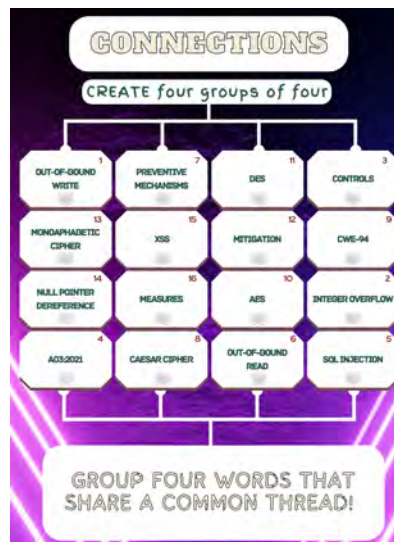 CONNECTIONS
CREATE four groups of four
1
OUT-OF-BOUND
WRITE
7
PREVENTIVE
MECHANISMS
11
DES
3
CONTROLS
13
MONOAPHADETIC
CIPHER
15
XSS
12
MITIGATION
9
CWE-94
14
NULL POINTER
DEREFERENCE
16
MEASURES
10
AES
2
INTEGER OVERFLOW
4
A03:2021
8
CAESAR CIPHER
6
OUT-OF-BOUND
READ
5
SQL INJECTION
GROUP FOUR WORDS THAT
SHARE A COMMON THREAD!